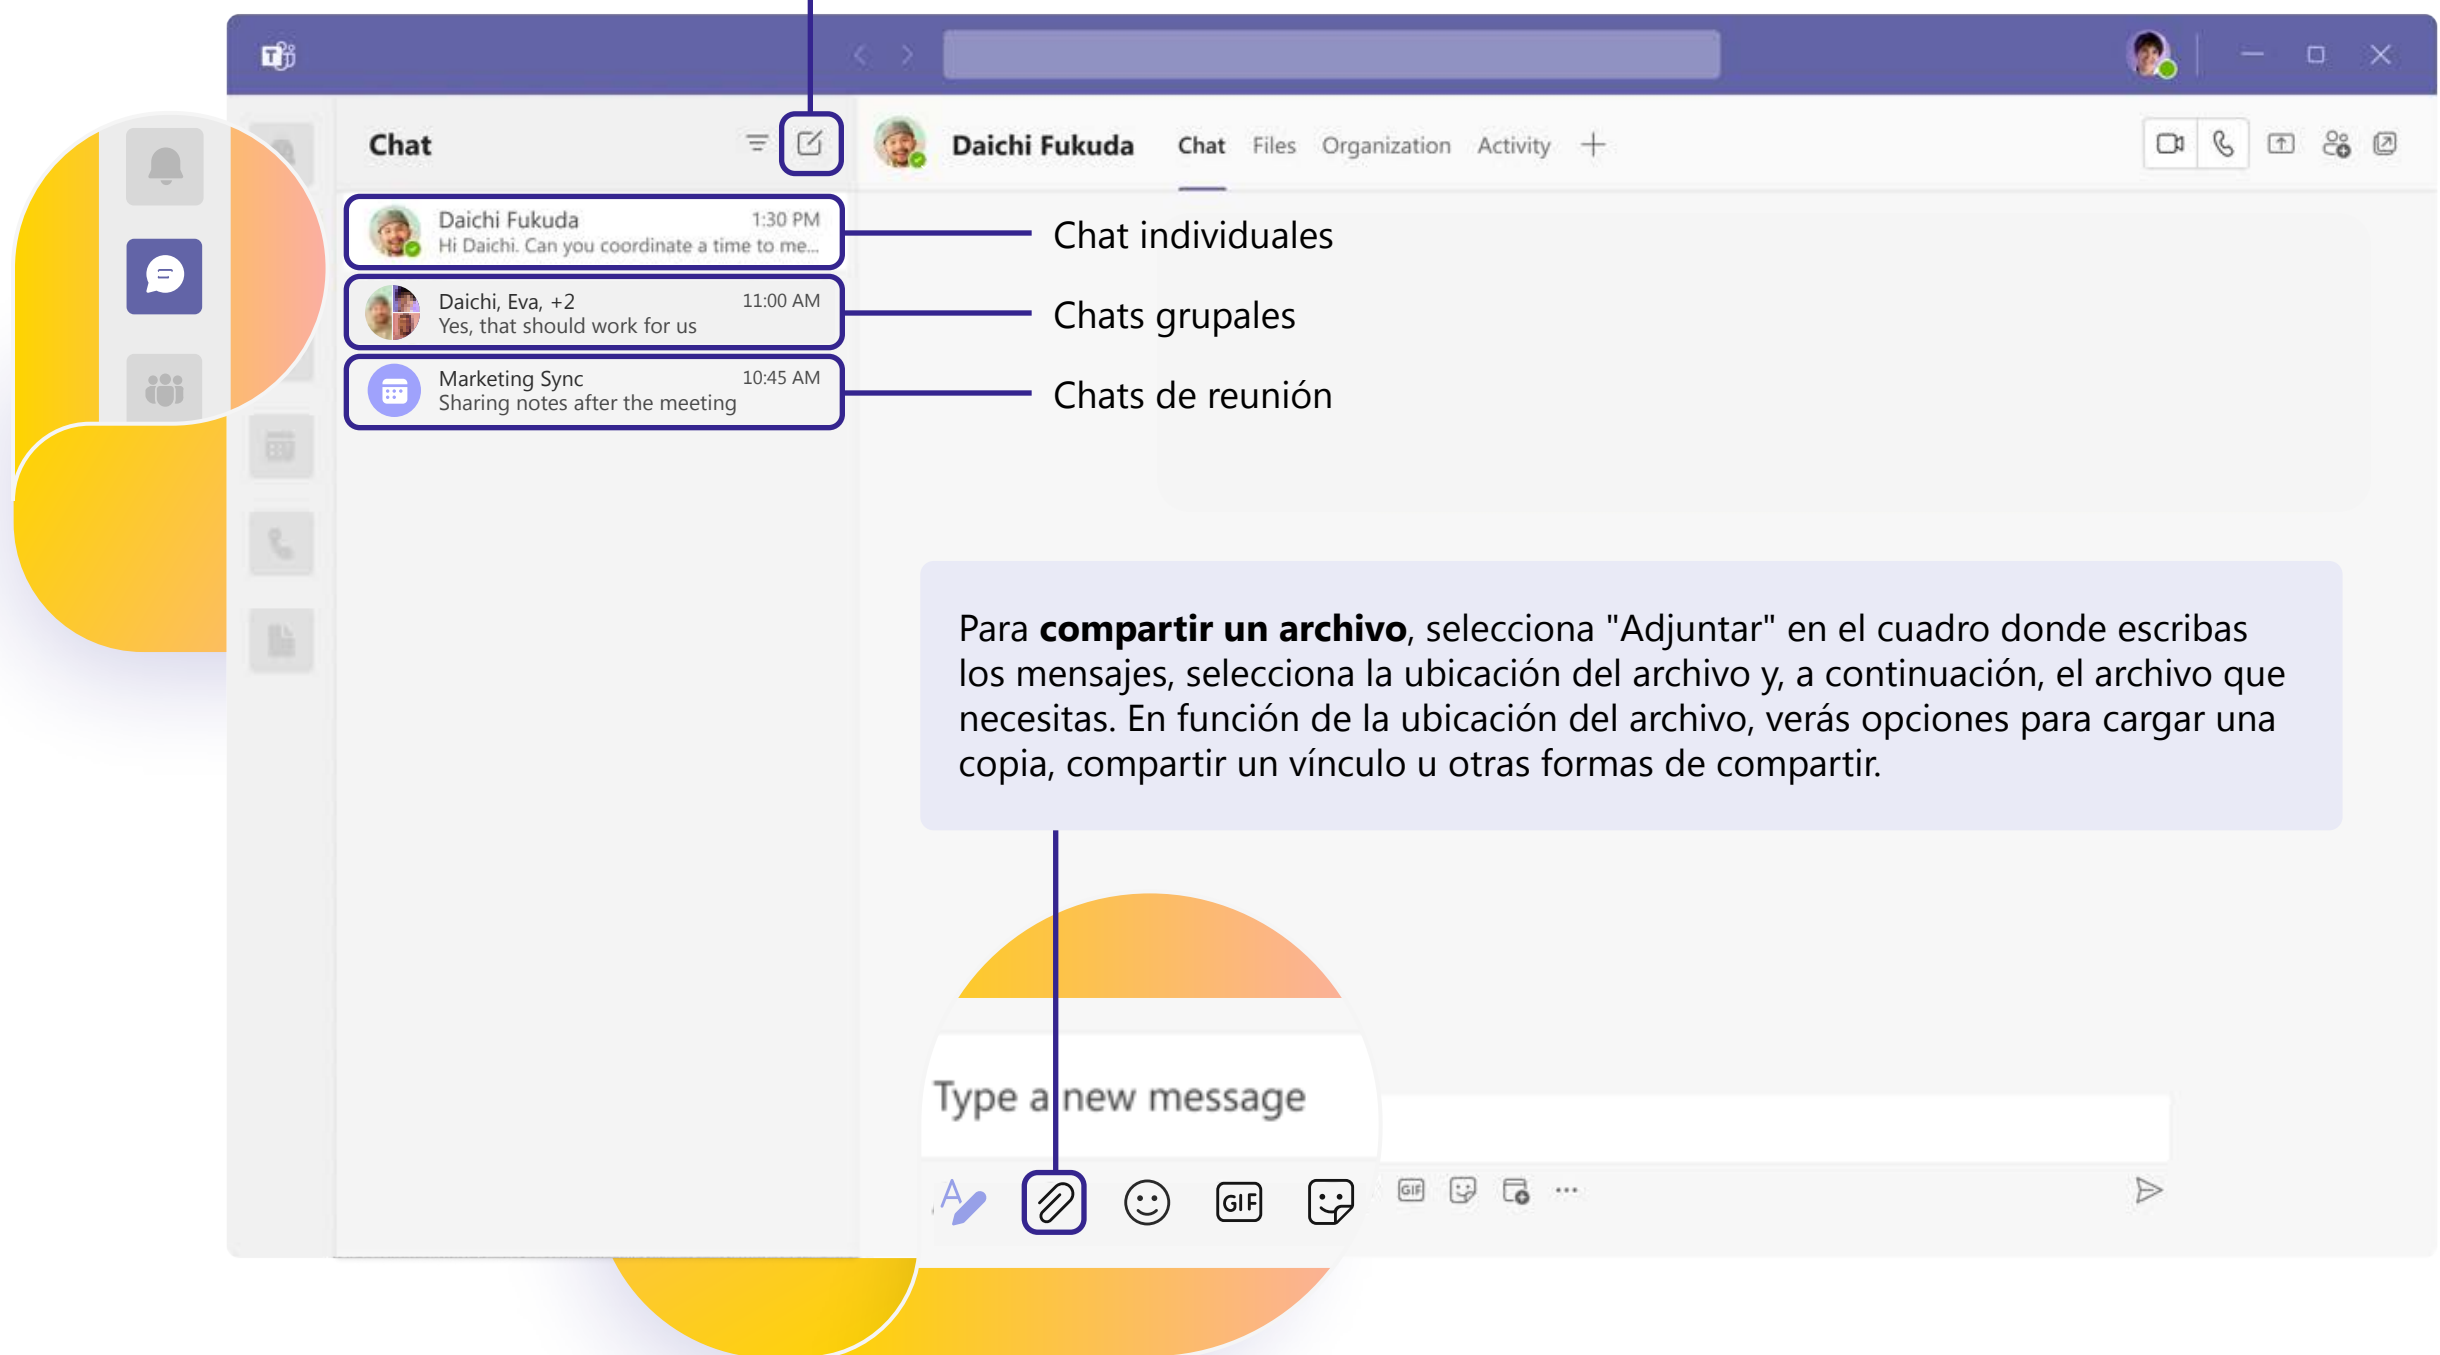 Chat
Daichi Fukuda
Chat Files Organization Activity
Daichi Fukuda 1:30 PM
Hi Daichi. Can you coordinate a time to me...
Chat individuales
Daichi, Eva, +2 11:00 AM
Yes, that should work for us
Chats grupales
Marketing Sync 10:45 AM
Sharing notes after the meeting
Chats de reunión
Para compartir un archivo, selecciona "Adjuntar" en el cuadro donde escribas
los mensajes, selecciona la ubicación del archivo y, a continuación, el archivo que
necesitas. En función de la ubicación del archivo, verás opciones para cargar una
copia, compartir un vínculo u otras formas de compartir.
Type a new message
GIF
GIF